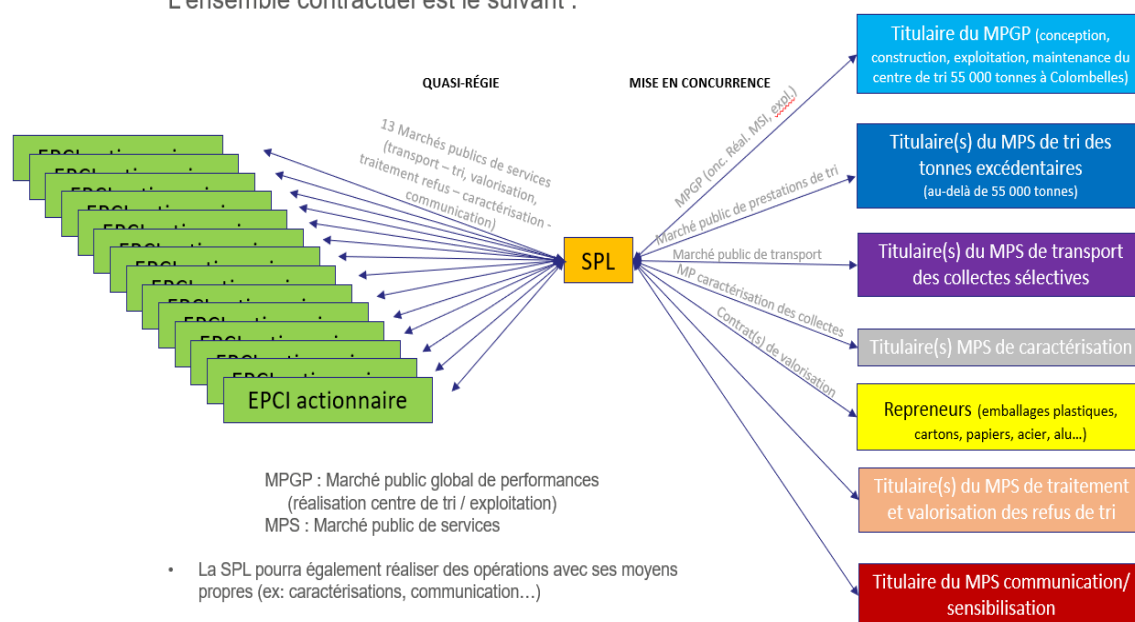 L'ensemble contractuel est le suivant :
QUASI-RÉGIE
MISE EN CONCURRENCE
13 Marchés publics de services
(transport – tri, valorisation,
traitement refus – caractérisation -
communication)
EPCI actionnaire
SPL
MPGP (onc. Réal. MSI, expl.)
Marché public de prestations de tri
Marché public de transport
MP caractérisation des collectes
Contrat(s) de valorisation
Titulaire du MPGP (conception,
construction, exploitation, maintenance du
centre de tri 55 000 tonnes à Colombelles)
Titulaire(s) du MPS de tri des
tonnes excédentaires
(au-delà de 55 000 tonnes)
Titulaire(s) du MPS de transport
des collectes sélectives
Titulaire(s) MPS de caractérisation
Repreneurs (emballages plastiques,
cartons, papiers, acier, alu…)
Titulaire(s) du MPS de traitement
et valorisation des refus de tri
Titulaire du MPS communication/
sensibilisation
MPGP : Marché public global de performances
(réalisation centre de tri / exploitation)
MPS : Marché public de services
• La SPL pourra également réaliser des opérations avec ses moyens
propres (ex: caractérisations, communication…)